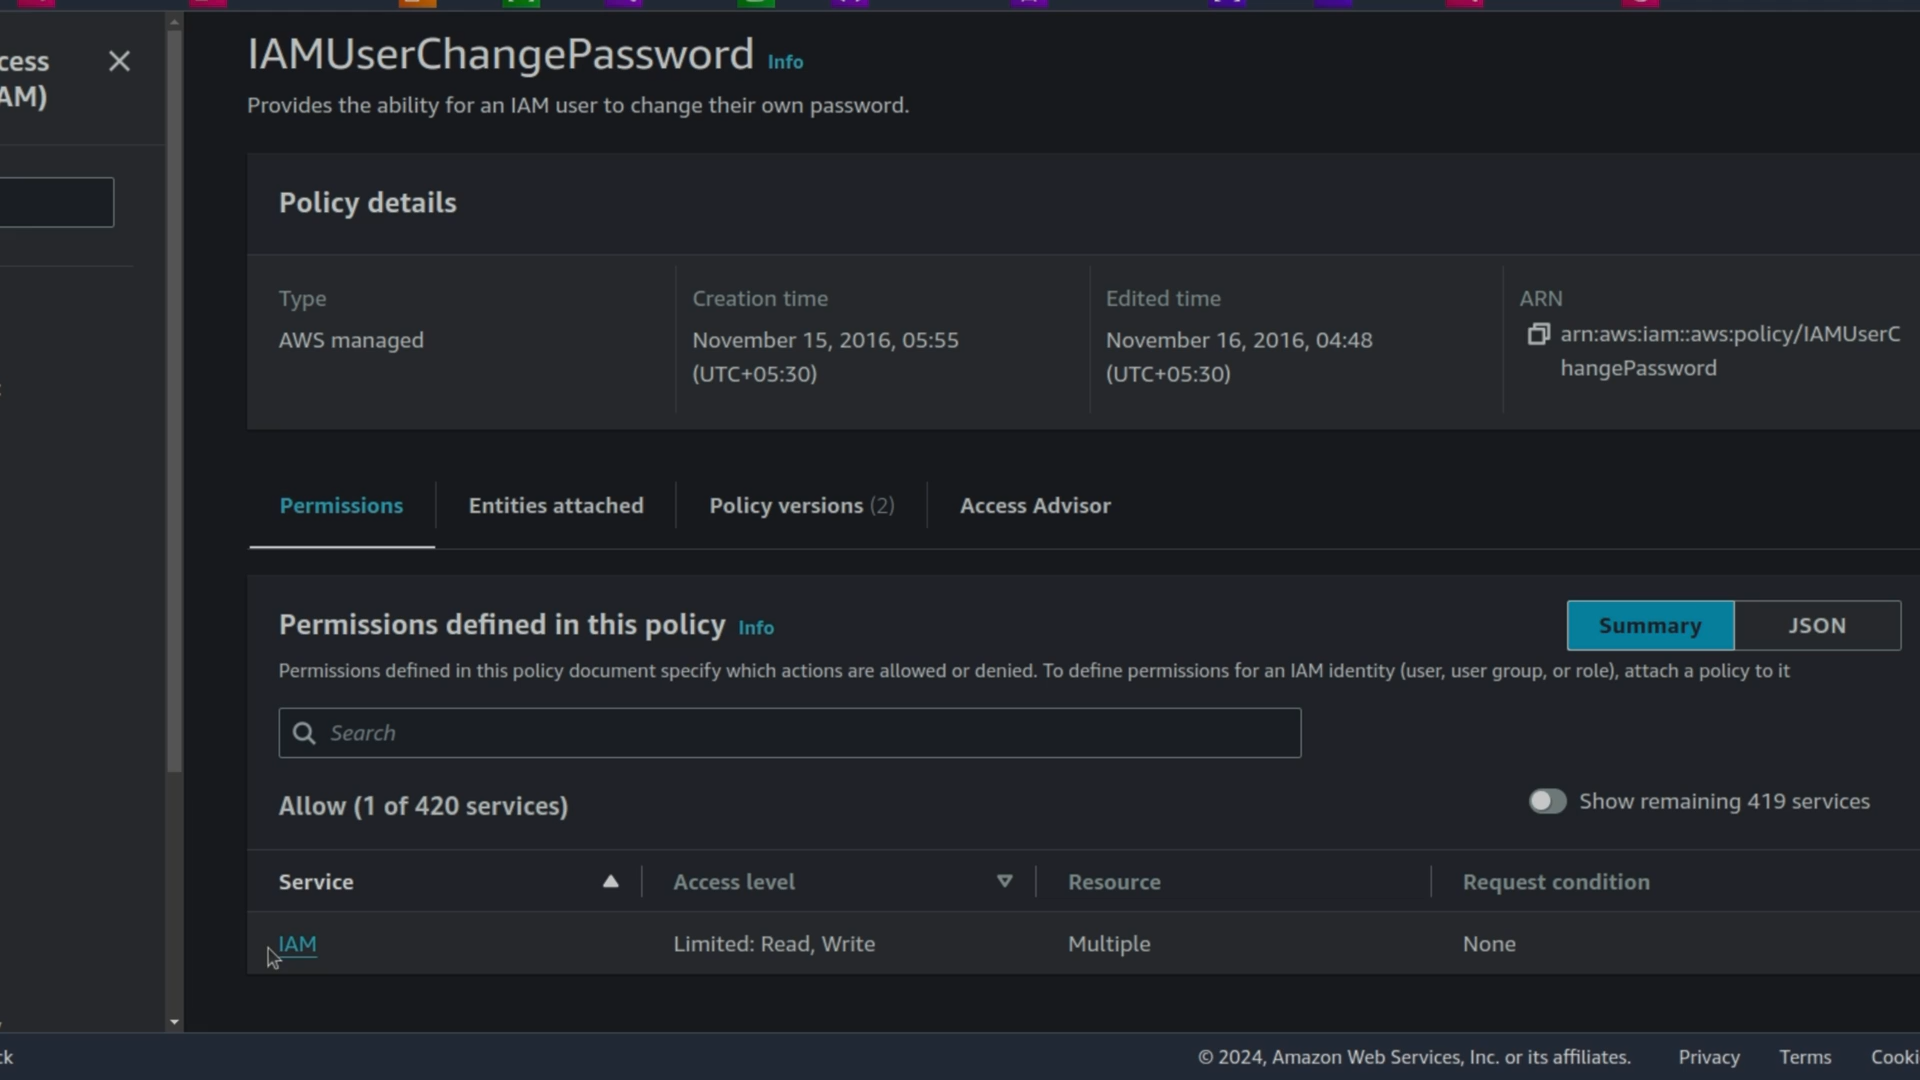 cess
AM)
IAMUserChangePassword Info
Provides the ability for an IAM user to change their own password.
Policy details
Type
AWS managed
Creation time
November 15, 2016, 05:55
(UTC+05:30)
Edited time
November 16, 2016, 04:48
(UTC+05:30)
ARN
arn:aws:iam::aws:policy/IAMUserC
hangePassword
Permissions Entities attached Policy versions (2) Access Advisor
Permissions defined in this policy Info
Summary JSON
Permissions defined in this policy document specify which actions are allowed or denied. To define permissions for an IAM identity (user, user group, or role), attach a policy to it
Search
Allow (1 of 420 services)
Show remaining 419 services
Service Access level Resource Request condition
IAM Limited: Read, Write Multiple None
ck
© 2024, Amazon Web Services, Inc. or its affiliates. Privacy Terms Cooki